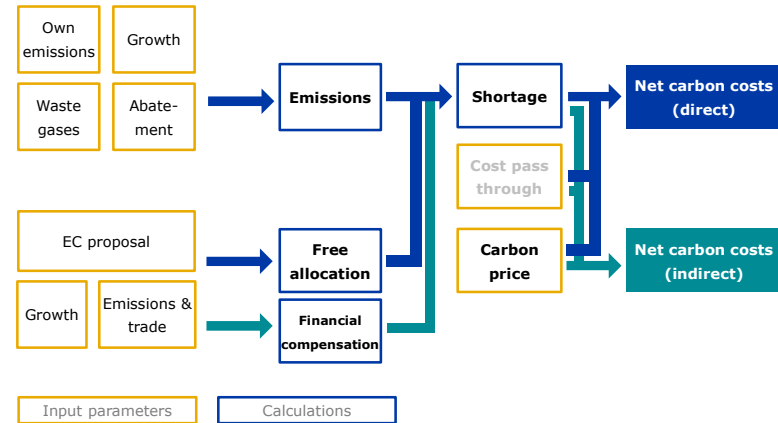 Own
emissions
Growth
Waste
gases
Abate-
ment
Emissions
Shortage
Net carbon costs
(direct)
Cost pass
through
EC proposal
Free
allocation
Carbon
price
Net carbon costs
(indirect)
Growth
Emissions &
trade
Financial
compensation
Input parameters
Calculations